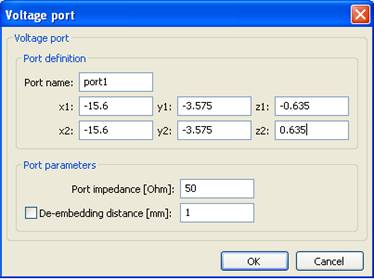 Voltage port
Voltage port
Port definition
Port name: port1
x1: -15.6 y1: -3.575 z1: -0.635
x2: -15.6 y2: -3.575 z2: 0.635
Port parameters
Port impedance [Ohm]: 50
De-embedding distance [mm]: 1
OK Cancel